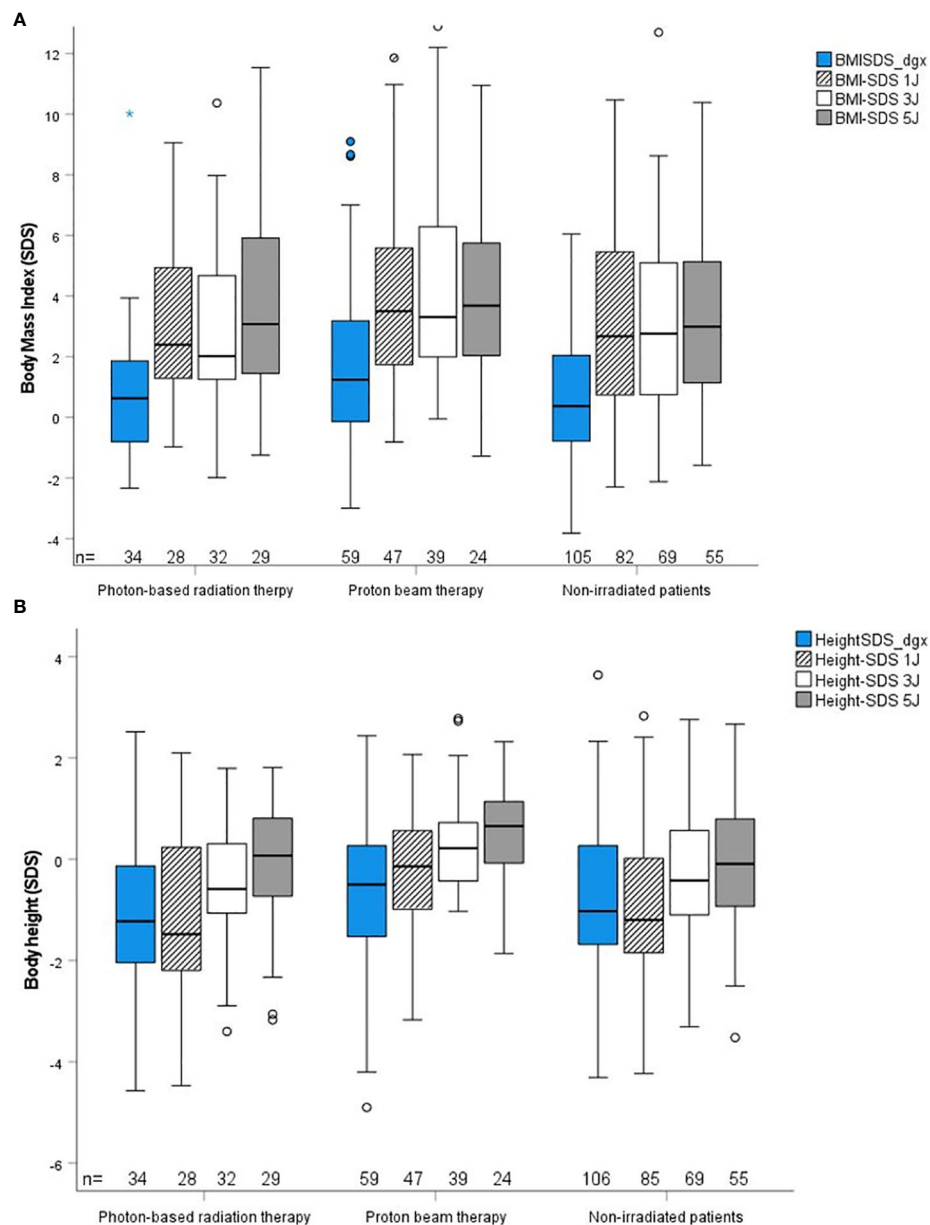 A
Body Mass Index (SDS)
12
10
8
6
4
2
0
-2
-4
BMISDS_dgx
BMI-SDS 1J
BMI-SDS 3J
BMI-SDS 5J
n= 34 28 32 29 59 47 39 24 105 82 69 55
Photon-based radiation therpy Proton beam therapy Non-irradiated patients
B
Body height (SDS)
4
2
0
-2
-4
-6
HeightSDS_dgx
Height-SDS 1J
Height-SDS 3J
Height-SDS 5J
n= 34 28 32 29 59 47 39 24 106 85 69 55
Photon-based radiation therapy Proton beam therapy Non-irradiated patients